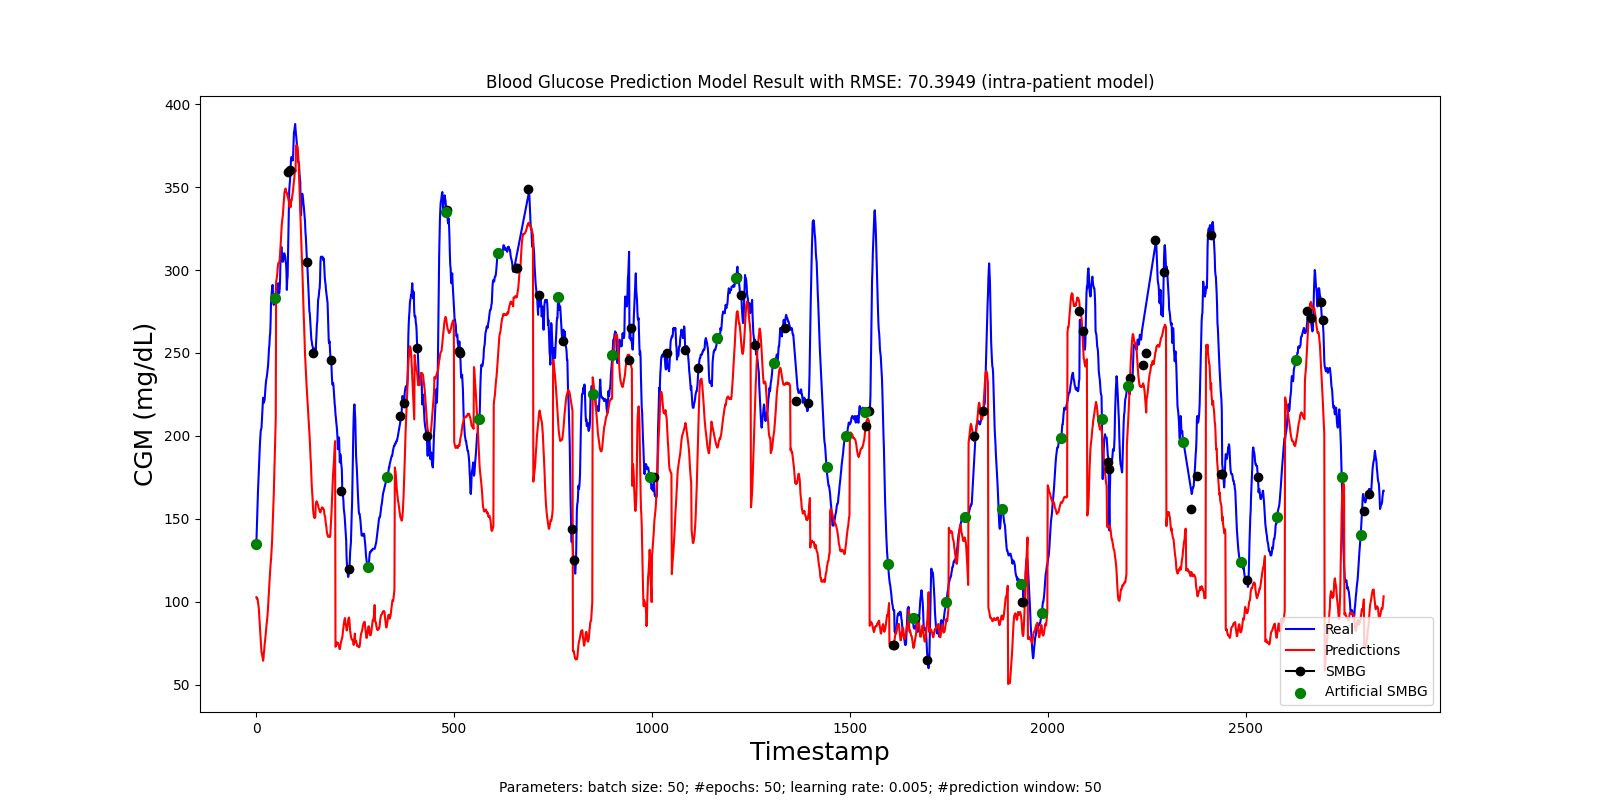 Blood Glucose Prediction Model Result with RMSE: 70.3949 (intra-patient model)
400
350
300
250
200
150
100
50
CGM (mg/dL)
0
500
1000
1500
2000
2500
Timestamp
Real
Predictions
SMBG
Artificial SMBG
Parameters: batch size: 50; #epochs: 50; learning rate: 0.005; #prediction window: 50